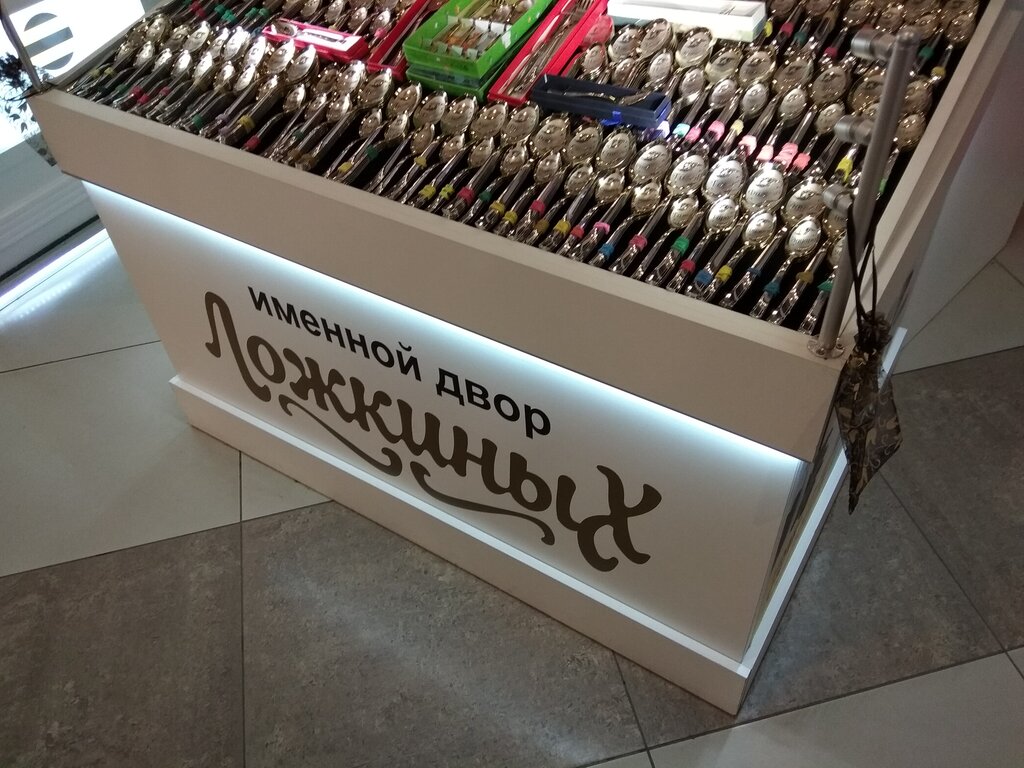 именной двор
Ложкиных